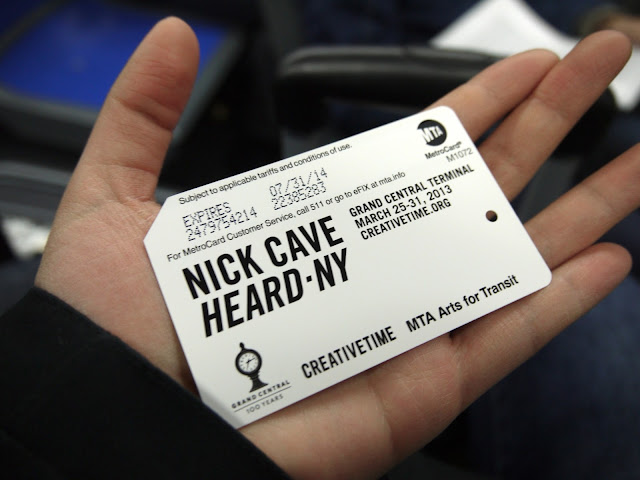 Subject to applicable tariffs and conditions of use.
EXPIRES 07/31/14
2479754214 22385283
For MetroCard Customer Service, call 511 or go to eFIX at mta.info
MTA
MetroCard®
M1072
NICK CAVE
HEARD•NY
GRAND CENTRAL TERMINAL
MARCH 25-31, 2013
CREATIVETIME.ORG
GRAND CENTRAL
100 YEARS
CREATIVETIME MTA Arts for Transit